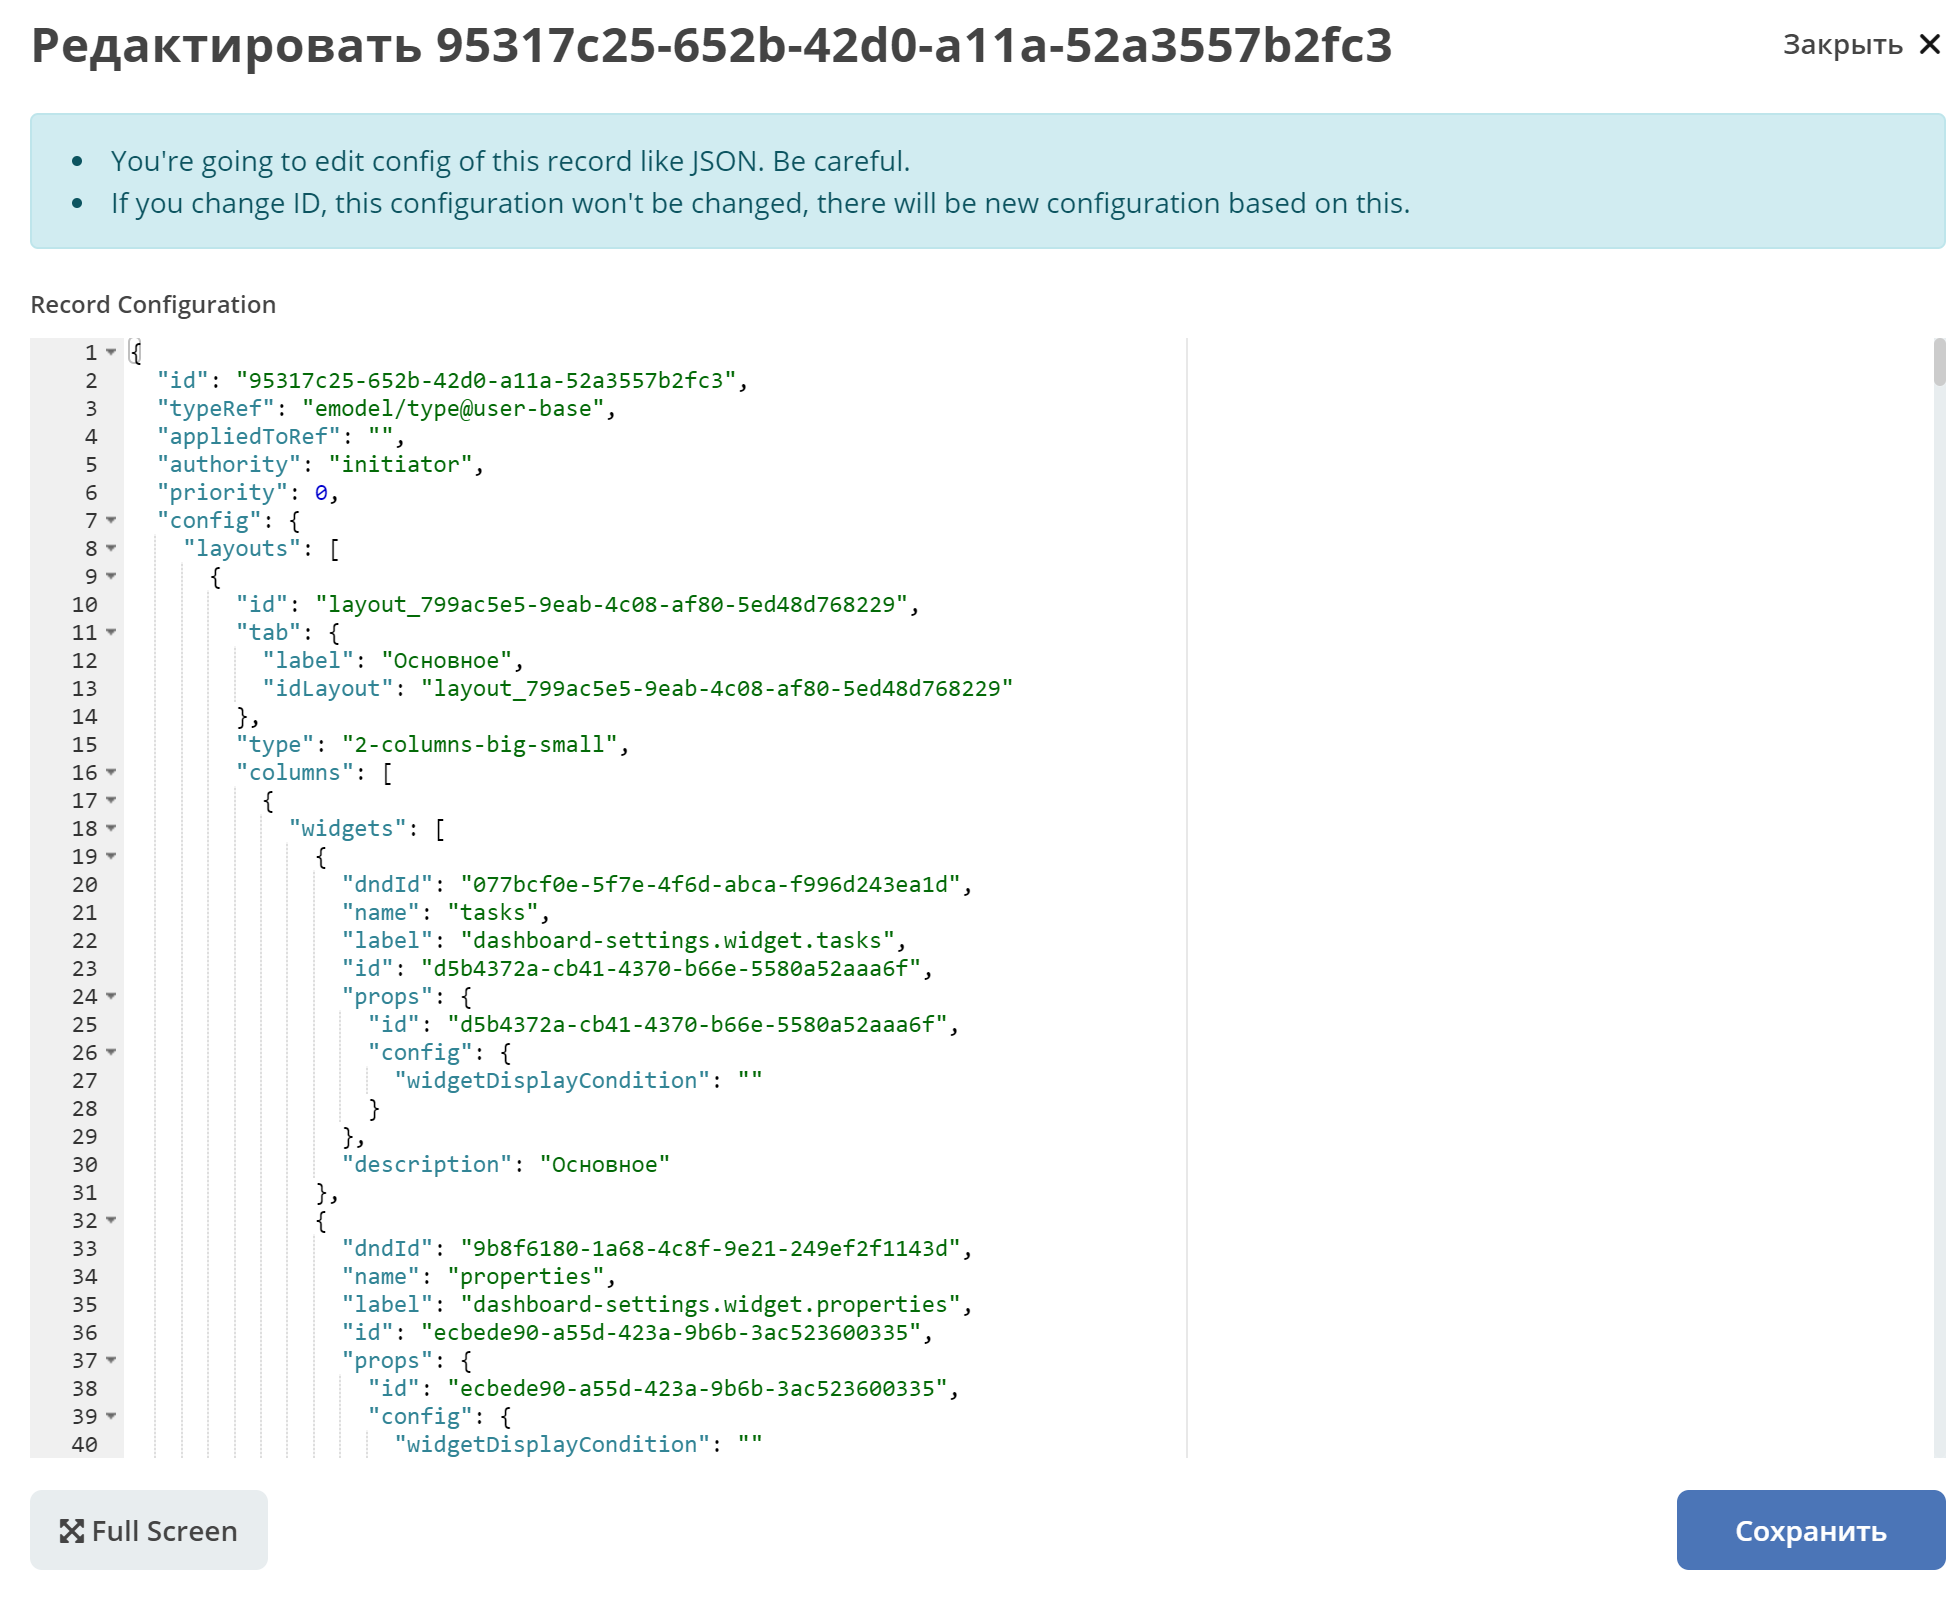 Редактировать 95317c25-652b-42d0-a11a-52a3557b2fc3
Закрыть
You're going to edit config of this record like JSON. Be careful.
If you change ID, this configuration won't be changed, there will be new configuration based on this.
Record Configuration
1 {
2 "id": "95317c25-652b-42d0-a11a-52a3557b2fc3",
3 "typeRef": "emodel/type@user-base",
4 "appliedToRef": "",
5 "authority": "initiator",
6 "priority": 0,
7 "config": {
8 "layouts": [
9 {
10 "id": "layout_799ac5e5-9eab-4c08-af80-5ed48d768229",
11 "tab": {
12 "label": "Основное",
13 "idLayout": "layout_799ac5e5-9eab-4c08-af80-5ed48d768229"
14 },
15 "type": "2-columns-big-small",
16 "columns": [
17 {
18 "widgets": [
19 {
20 "dndId": "077bcf0e-5f7e-4f6d-abca-f996d243ea1d",
21 "name": "tasks",
22 "label": "dashboard-settings.widget.tasks",
23 "id": "d5b4372a-cb41-4370-b66e-5580a52aaa6f",
24 "props": {
25 "id": "d5b4372a-cb41-4370-b66e-5580a52aaa6f",
26 "config": {
27 "widgetDisplayCondition": ""
28 }
29 },
30 "description": "Основное"
31 },
32 {
33 "dndId": "9b8f6180-1a68-4c8f-9e21-249ef2f1143d",
34 "name": "properties",
35 "label": "dashboard-settings.widget.properties",
36 "id": "ecbede90-a55d-423a-9b6b-3ac523600335",
37 "props": {
38 "id": "ecbede90-a55d-423a-9b6b-3ac523600335",
39 "config": {
40 "widgetDisplayCondition": ""
Full Screen
Сохранить